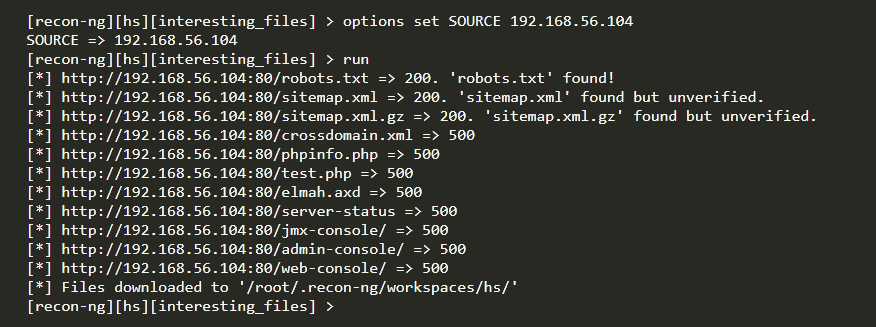 [recon-ng][hs][interesting_files] > options set SOURCE 192.168.56.104
SOURCE => 192.168.56.104
[recon-ng][hs][interesting_files] > run
[*] http://192.168.56.104:80/robots.txt => 200. 'robots.txt' found!
[*] http://192.168.56.104:80/sitemap.xml => 200. 'sitemap.xml' found but unverified.
[*] http://192.168.56.104:80/sitemap.xml.gz => 200. 'sitemap.xml.gz' found but unverified.
[*] http://192.168.56.104:80/crossdomain.xml => 500
[*] http://192.168.56.104:80/phpinfo.php => 500
[*] http://192.168.56.104:80/test.php => 500
[*] http://192.168.56.104:80/elmah.axd => 500
[*] http://192.168.56.104:80/server-status => 500
[*] http://192.168.56.104:80/jmx-console/ => 500
[*] http://192.168.56.104:80/admin-console/ => 500
[*] http://192.168.56.104:80/web-console/ => 500
[*] Files downloaded to '/root/.recon-ng/workspaces/hs/'
[recon-ng][hs][interesting_files] >